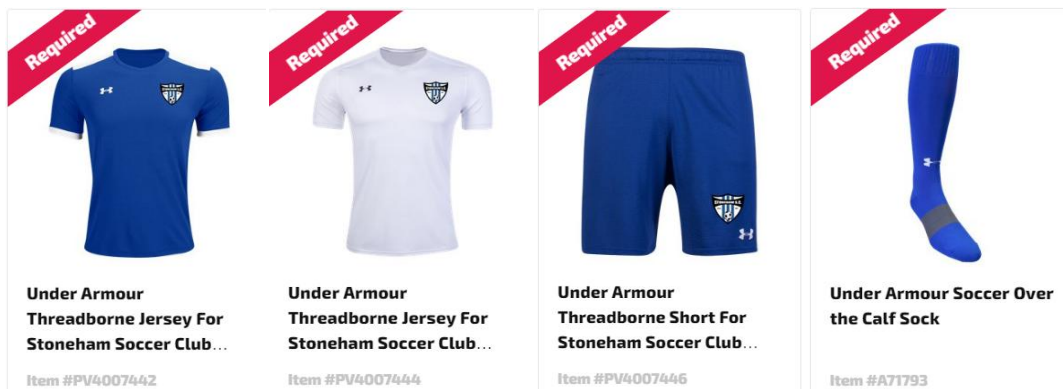 Required
Under Armour
Threadborne Jersey For
Stoneham Soccer Club...
Item #PV4007442
Required
Under Armour
Threadborne Jersey For
Stoneham Soccer Club...
Item #PV4007444
Required
Under Armour
Threadborne Short For
Stoneham Soccer Club...
Item #PV4007446
Required
Under Armour Soccer Over
the Calf Sock
Item #A71793